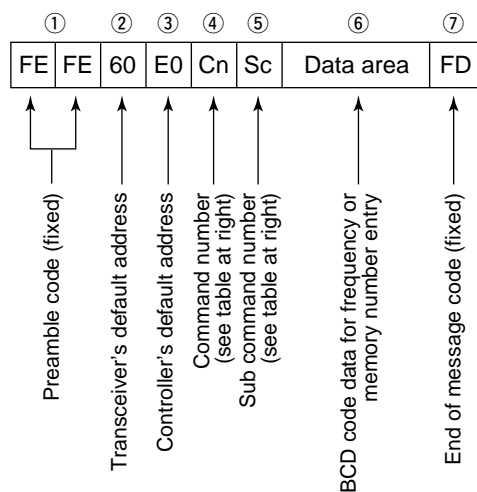 ① ② ③ ④ ⑤ ⑥ ⑦
FE FE 60 E0 Cn Sc Data area FD
Preamble code (fixed)
Transceiver's default address
Controller's default address
Command number
(see table at right)
Sub command number
(see table at right)
BCD code data for frequency or
memory number entry
End of message code (fixed)